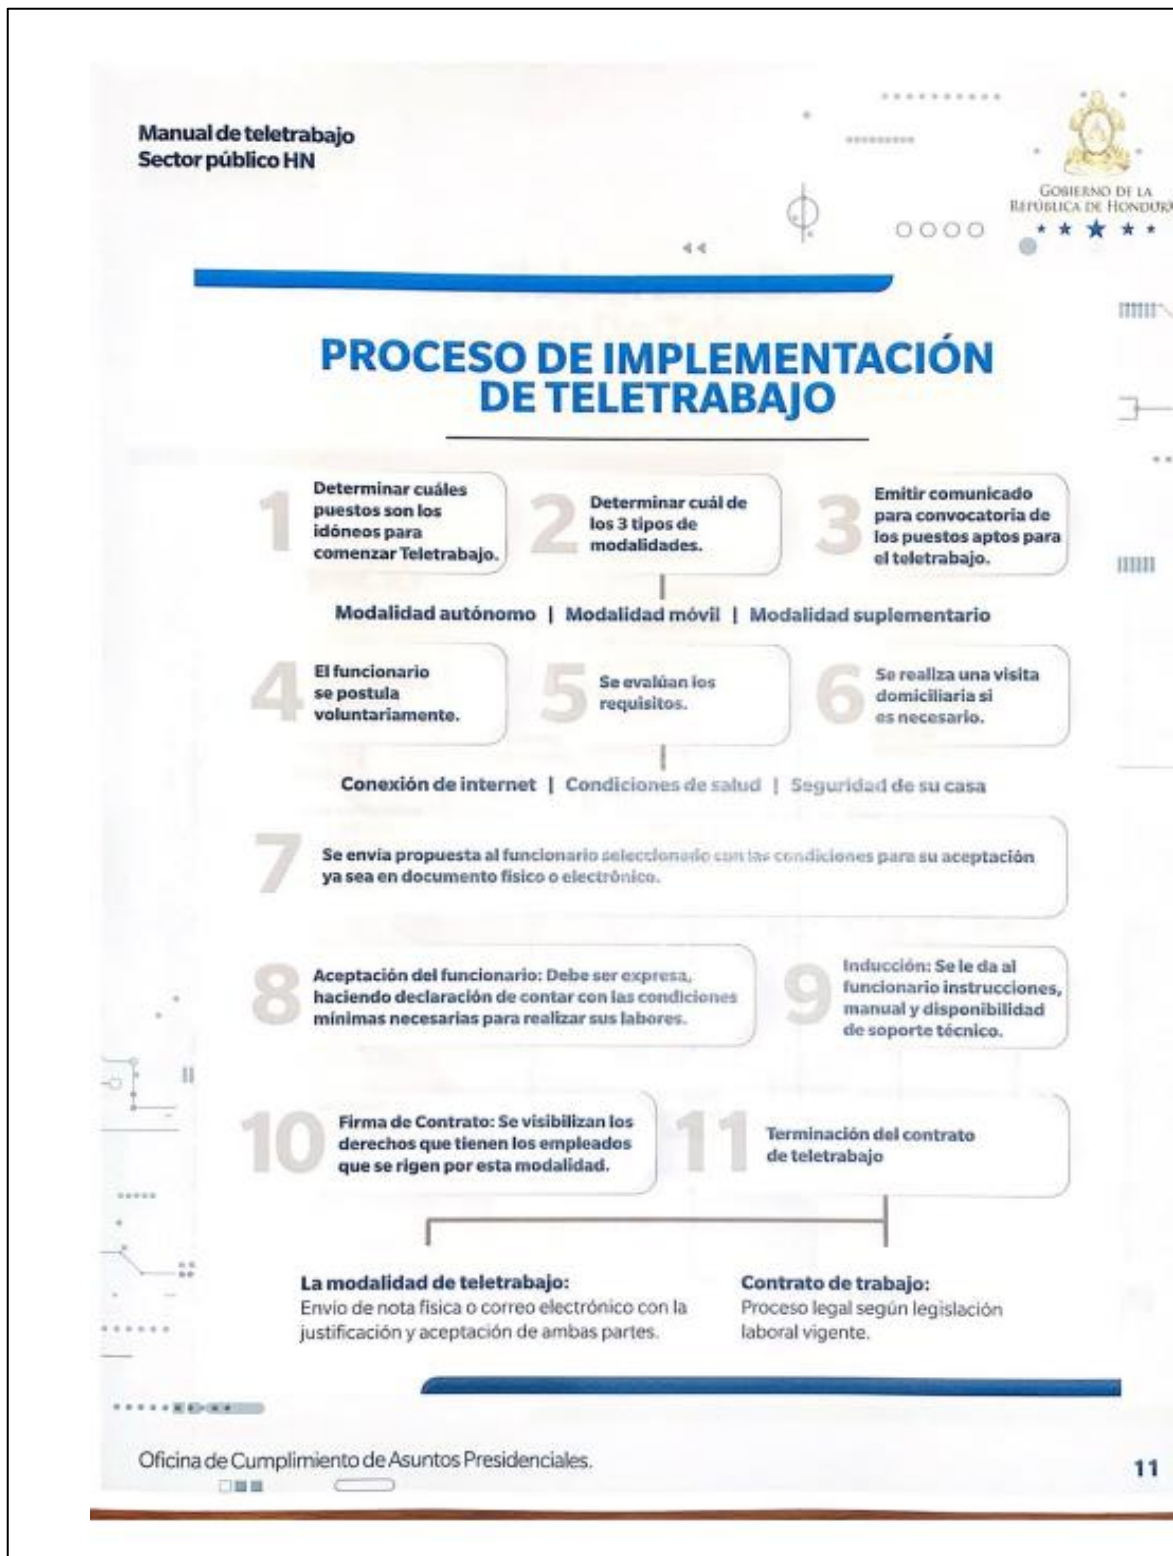 Manual de teletrabajo
Sector público HN
GOBIERNO DE LA
REPÚBLICA DE HONDURA
PROCESO DE IMPLEMENTACIÓN
DE TELETRABAJO
1
Determinar cuáles
puestos son los
idóneos para
comenzar Teletrabajo.
2
Determinar cuál de
los 3 tipos de
modalidades.
3
Emitir comunicado
para convocatoria de
los puestos aptos para
el teletrabajo.
Modalidad autónomo | Modalidad móvil | Modalidad suplementario
4
El funcionario
se postula
voluntariamente.
5
Se evalúan los
requisitos.
6
Se realiza una visita
domiciliaria si
es necesario.
Conexión de internet | Condiciones de salud | Seguridad de su casa
7
Se envía propuesta al funcionario seleccionado con las condiciones para su aceptación
ya sea en documento físico o electrónico.
8
Aceptación del funcionario: Debe ser expresa,
haciendo declaración de contar con las condiciones
mínimas necesarias para realizar sus labores.
9
Inducción: Se le da al
funcionario instrucciones,
manual y disponibilidad
de soporte técnico.
10
Firma de Contrato: Se visibilizan los
derechos que tienen los empleados
que se rigen por esta modalidad.
11
Terminación del contrato
de teletrabajo
La modalidad de teletrabajo:
Envío de nota física o correo electrónico con la
justificación y aceptación de ambas partes.
Contrato de trabajo:
Proceso legal según legislación
laboral vigente.
Oficina de Cumplimiento de Asuntos Presidenciales.
11